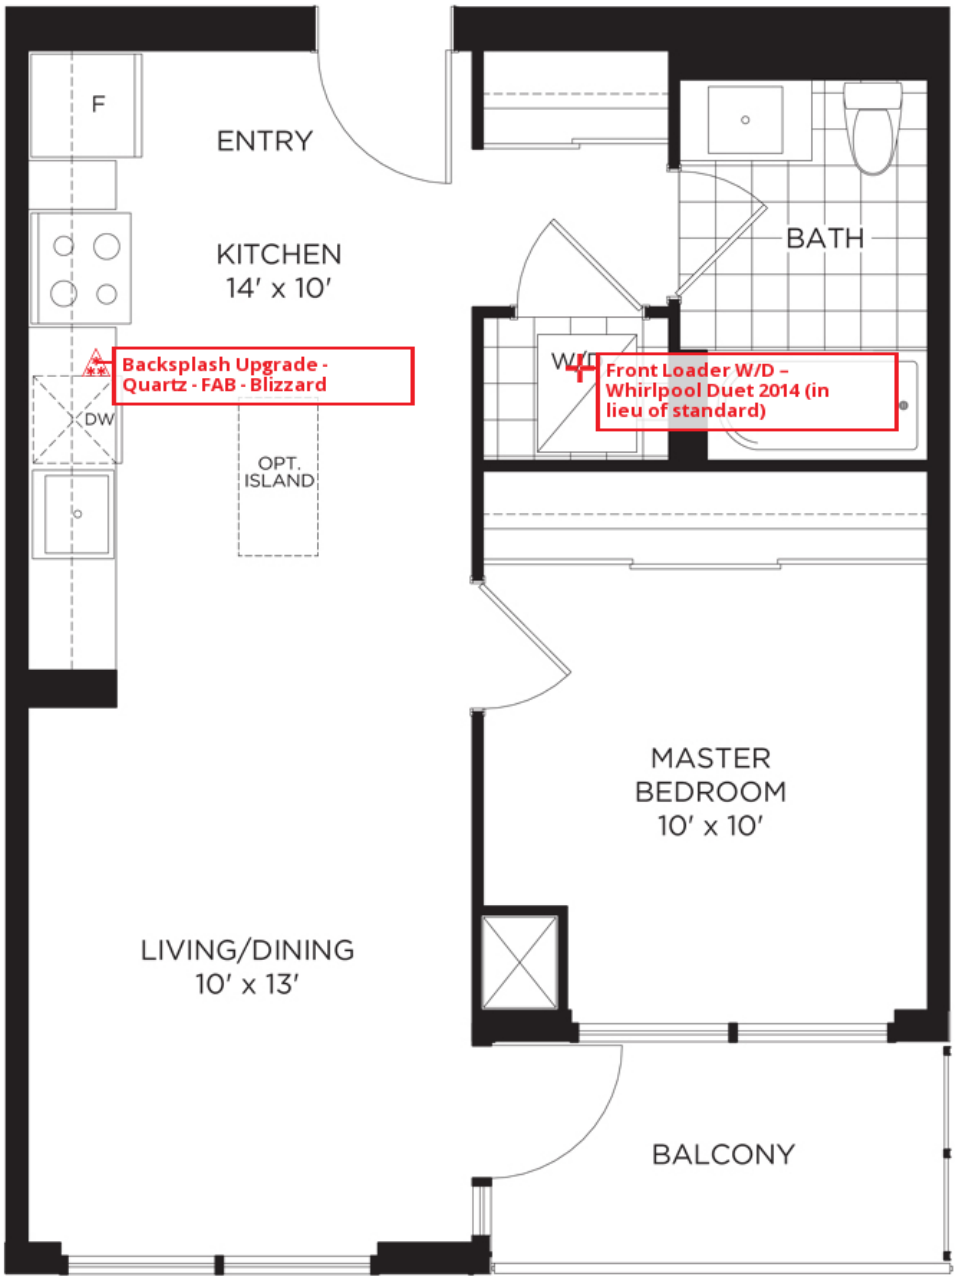 F
ENTRY
KITCHEN
14' x 10'
BATH
Backsplash Upgrade -
Quartz - FAB - Blizzard
W/D
Front Loader W/D –
Whirlpool Duet 2014 (in
lieu of standard)
DW
OPT.
ISLAND
MASTER
BEDROOM
10' x 10'
LIVING/DINING
10' x 13'
BALCONY